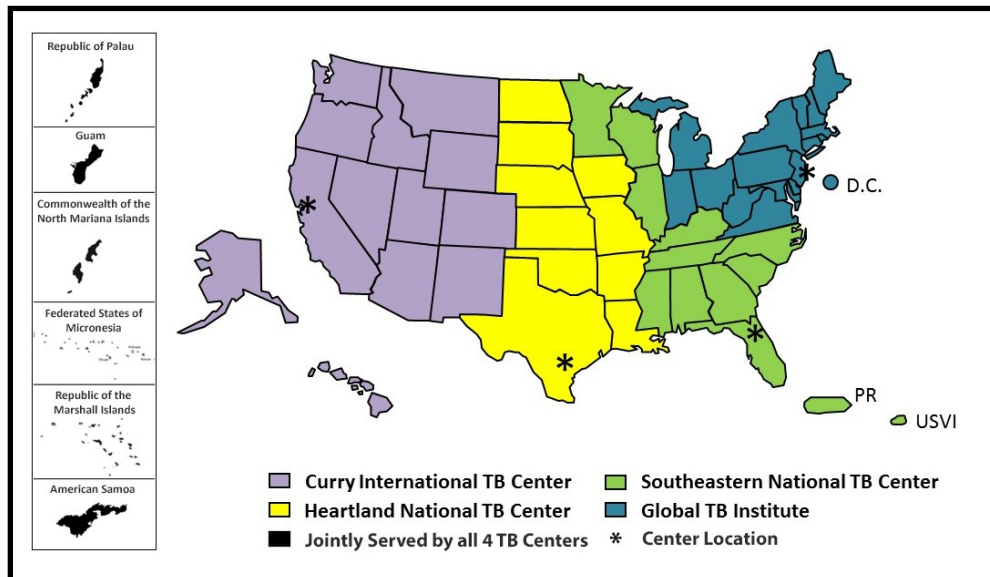 Republic of Palau
Guam
Commonwealth of
the North Mariana Islands
Federated States of
Micronesia
Republic of the
Marshall Islands
American Samoa
*
*
*
*
D.C.
PR
USVI
Curry International TB Center
Southeastern National TB Center
Heartland National TB Center
Global TB Institute
Jointly Served by all 4 TB Centers
* Center Location